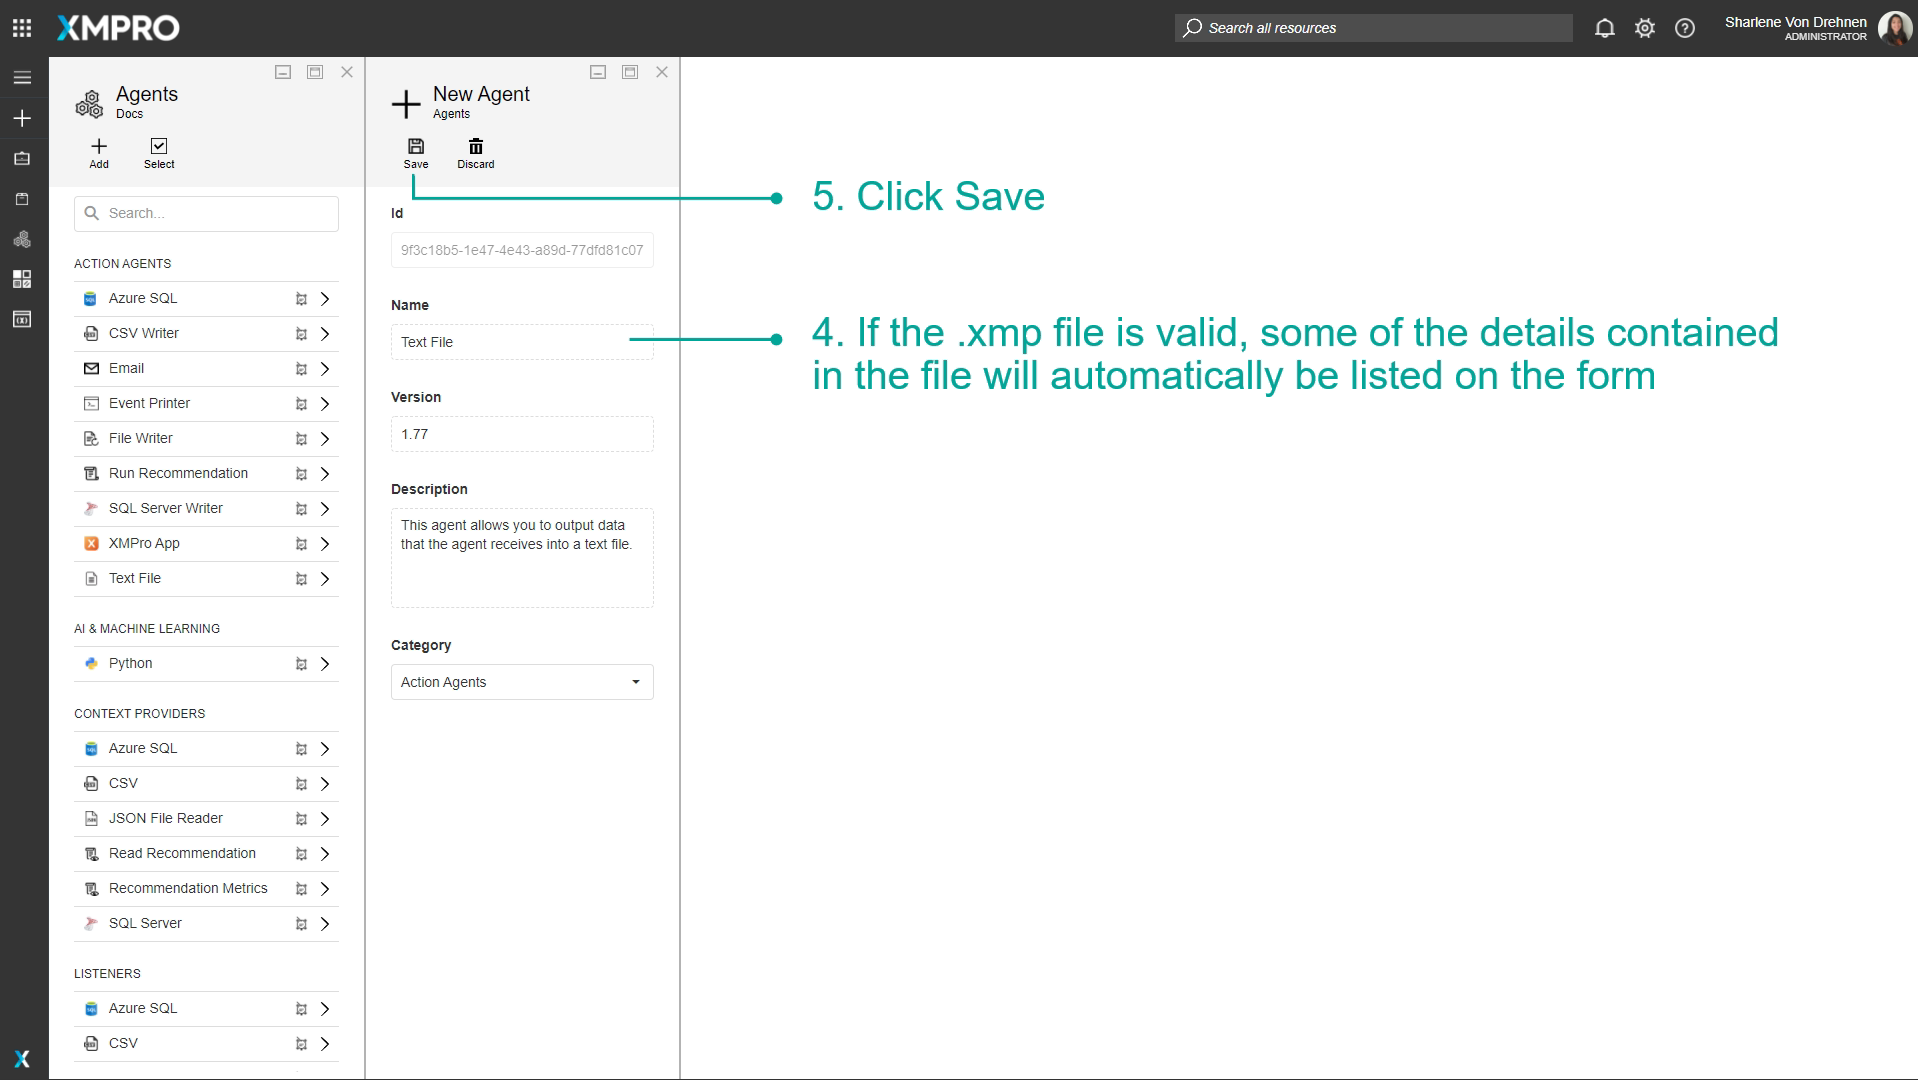 XMPRO
Search all resources
Sharlene Von Drehnen
ADMINISTRATOR
Agents
Docs
Add
Select
Search...
ACTION AGENTS
Azure SQL
CSV Writer
Email
Event Printer
File Writer
Run Recommendation
SQL Server Writer
XMPro App
Text File
AI & MACHINE LEARNING
Python
CONTEXT PROVIDERS
Azure SQL
CSV
JSON File Reader
Read Recommendation
Recommendation Metrics
SQL Server
LISTENERS
Azure SQL
CSV
New Agent
Agents
Save
Discard
Id
9f3c18b5-1e47-4e43-a89d-77dfd81c07
Name
Text File
Version
1.77
Description
This agent allows you to output data
that the agent receives into a text file.
Category
Action Agents
5. Click Save
4. If the .xmp file is valid, some of the details contained
in the file will automatically be listed on the form